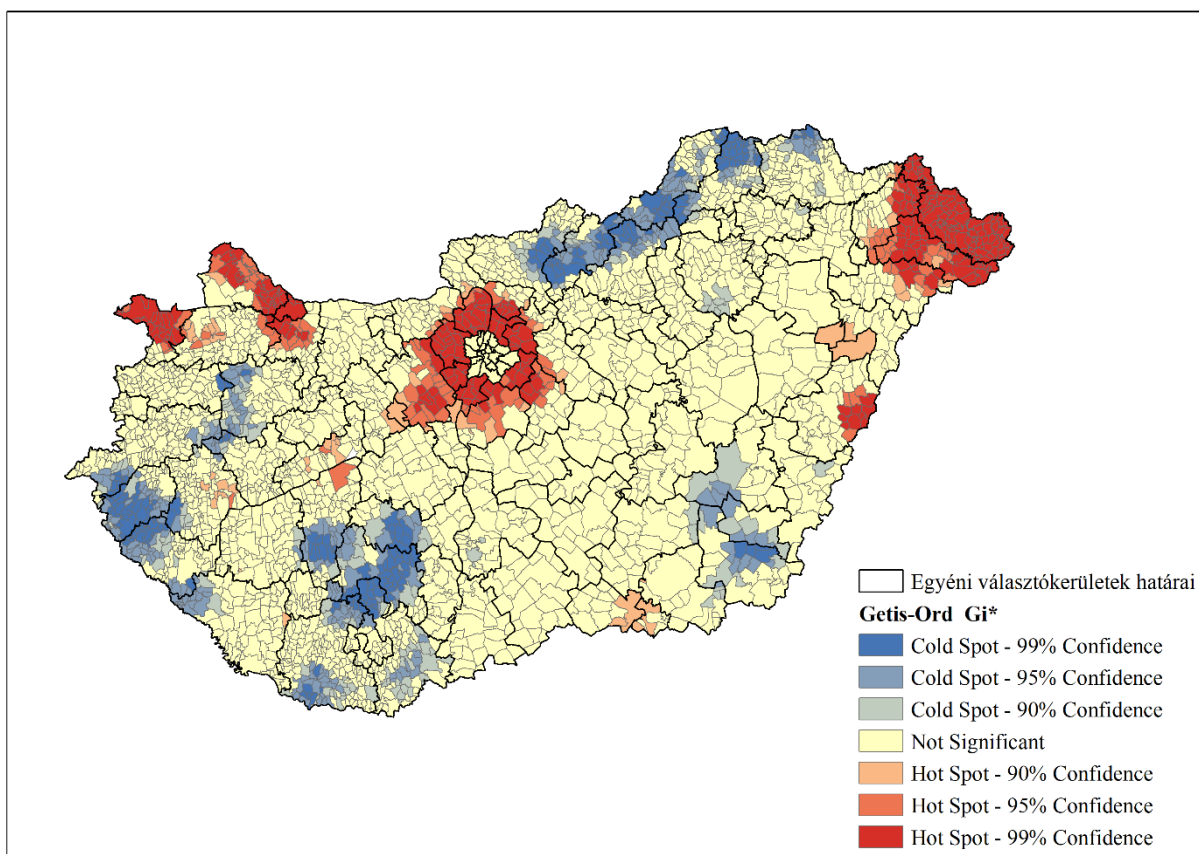 Egyéni választókerületek határai
Getis-Ord Gi*
Cold Spot - 99% Confidence
Cold Spot - 95% Confidence
Cold Spot - 90% Confidence
Not Significant
Hot Spot - 90% Confidence
Hot Spot - 95% Confidence
Hot Spot - 99% Confidence